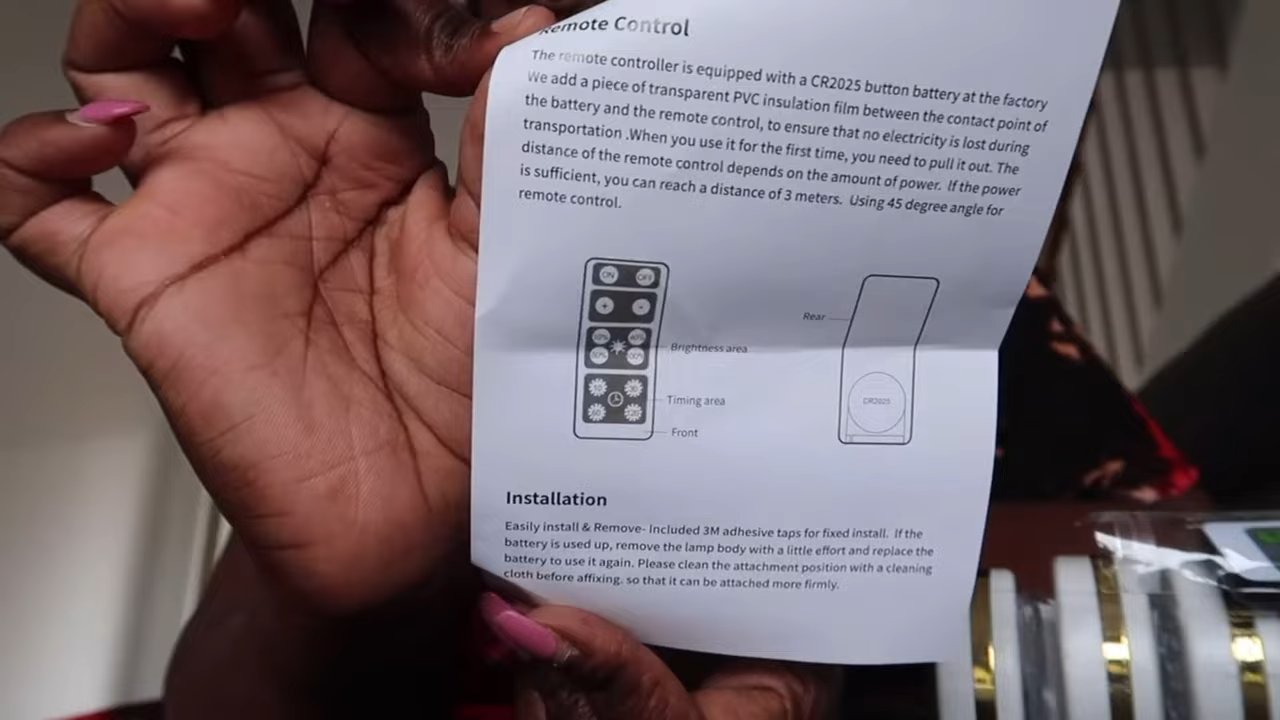 Remote Control
The remote controller is equipped with a CR2025 button battery at the factory
We add a piece of transparent PVC insulation film between the contact point of
the battery and the remote control, to ensure that no electricity is lost during
transportation .When you use it for the first time, you need to pull it out. The
distance of the remote control depends on the amount of power. If the power
is sufficient, you can reach a distance of 3 meters. Using 45 degree angle for
remote control.
ON OFF
+ -
Rear
Brightness area
Timing area
CR2025
Front
Installation
Easily install & Remove- Included 3M adhesive taps for fixed install. If the
battery is used up, remove the lamp body with a little effort and replace the
battery to use it again. Please clean the attachment position with a cleaning
cloth before affixing. so that it can be attached more firmly.